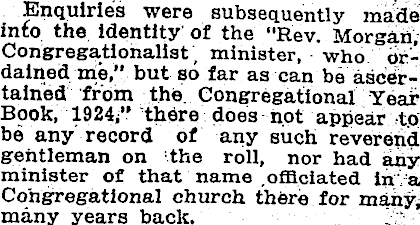 Enquiries were subsequently made
into the identity of the "Rev. Morgan,
Congregationalist minister, who or-
dained me," but so far as can be ascer-
tained from the Congregational Year
Book, 1924," there does not appear to
be any record of any such reverend
gentleman on the roll, nor had any
minister of that name officiated in a
Congregational church there for many,
many years back.